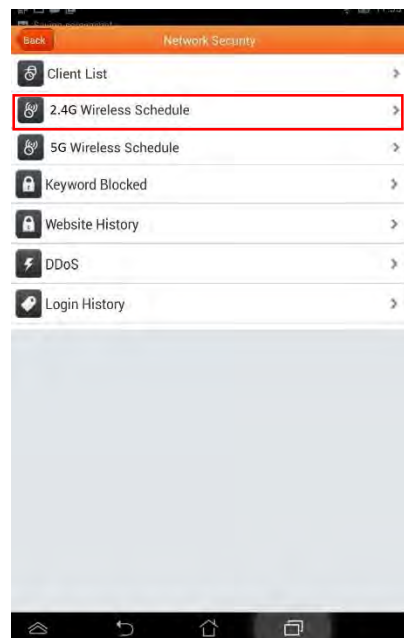 Back Network Security
Client List
2.4G Wireless Schedule
5G Wireless Schedule
Keyword Blocked
Website History
DDoS
Login History